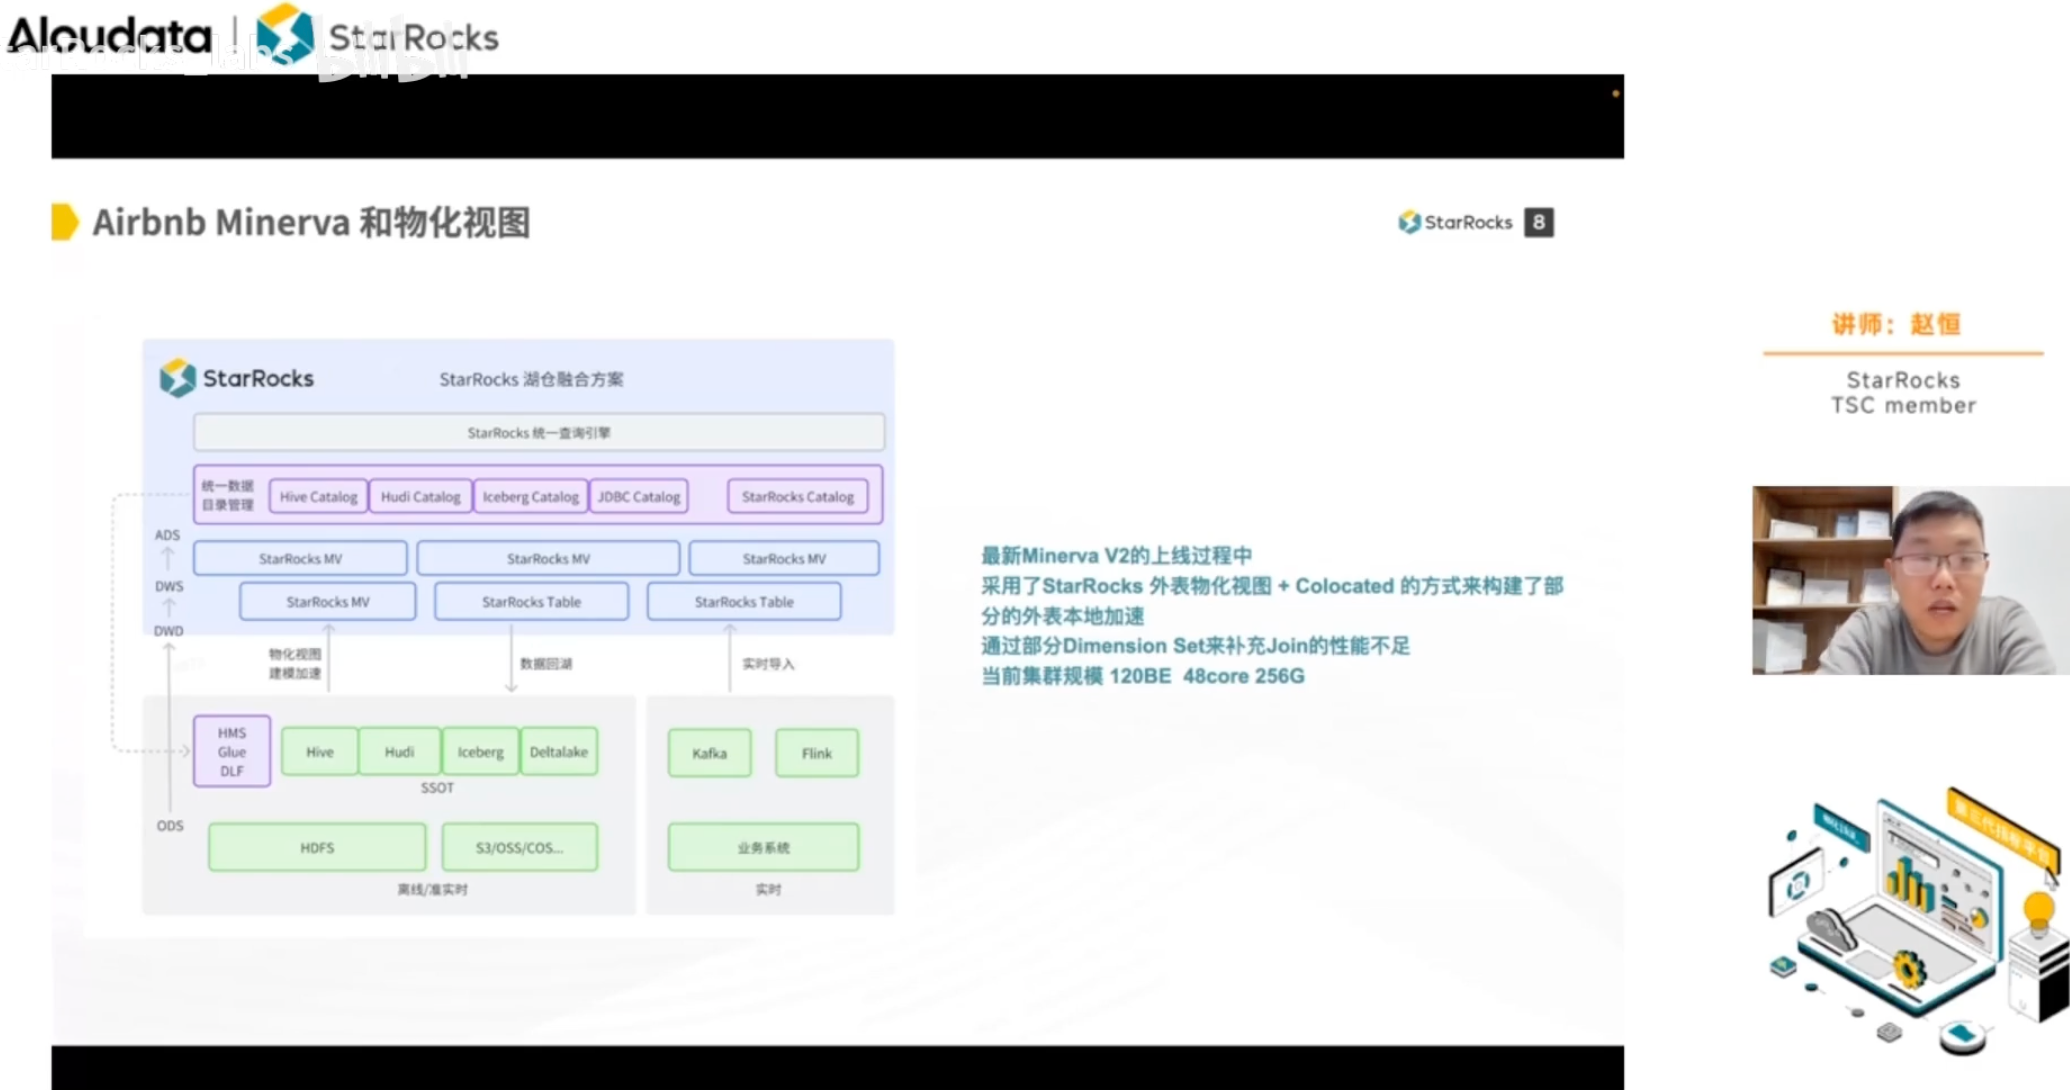 Aloudata | StarRocks
StarRocks_labs bilibili
Airbnb Minerva 和物化视图
StarRocks 8
StarRocks
StarRocks 湖仓融合方案
StarRocks 统一查询引擎
统一数据
目录管理
Hive Catalog
Hudi Catalog
Iceberg Catalog
JDBC Catalog
StarRocks Catalog
ADS
StarRocks MV
StarRocks MV
StarRocks MV
DWS
StarRocks MV
StarRocks Table
StarRocks Table
DWD
物化视图
建模加速
数据回湖
实时导入
HMS
Glue
DLF
Hive
Hudi
Iceberg
Deltalake
SSOT
Kafka
Flink
ODS
HDFS
S3/OSS/COS...
业务系统
离线/准实时
实时
最新Minerva V2的上线过程中
采用了StarRocks 外表物化视图 + Colocated 的方式来构建了部
分的外表本地加速
通过部分Dimension Set来补充Join的性能不足
当前集群规模 120BE 48core 256G
讲师：赵恒
StarRocks
TSC member
第三代指标平台